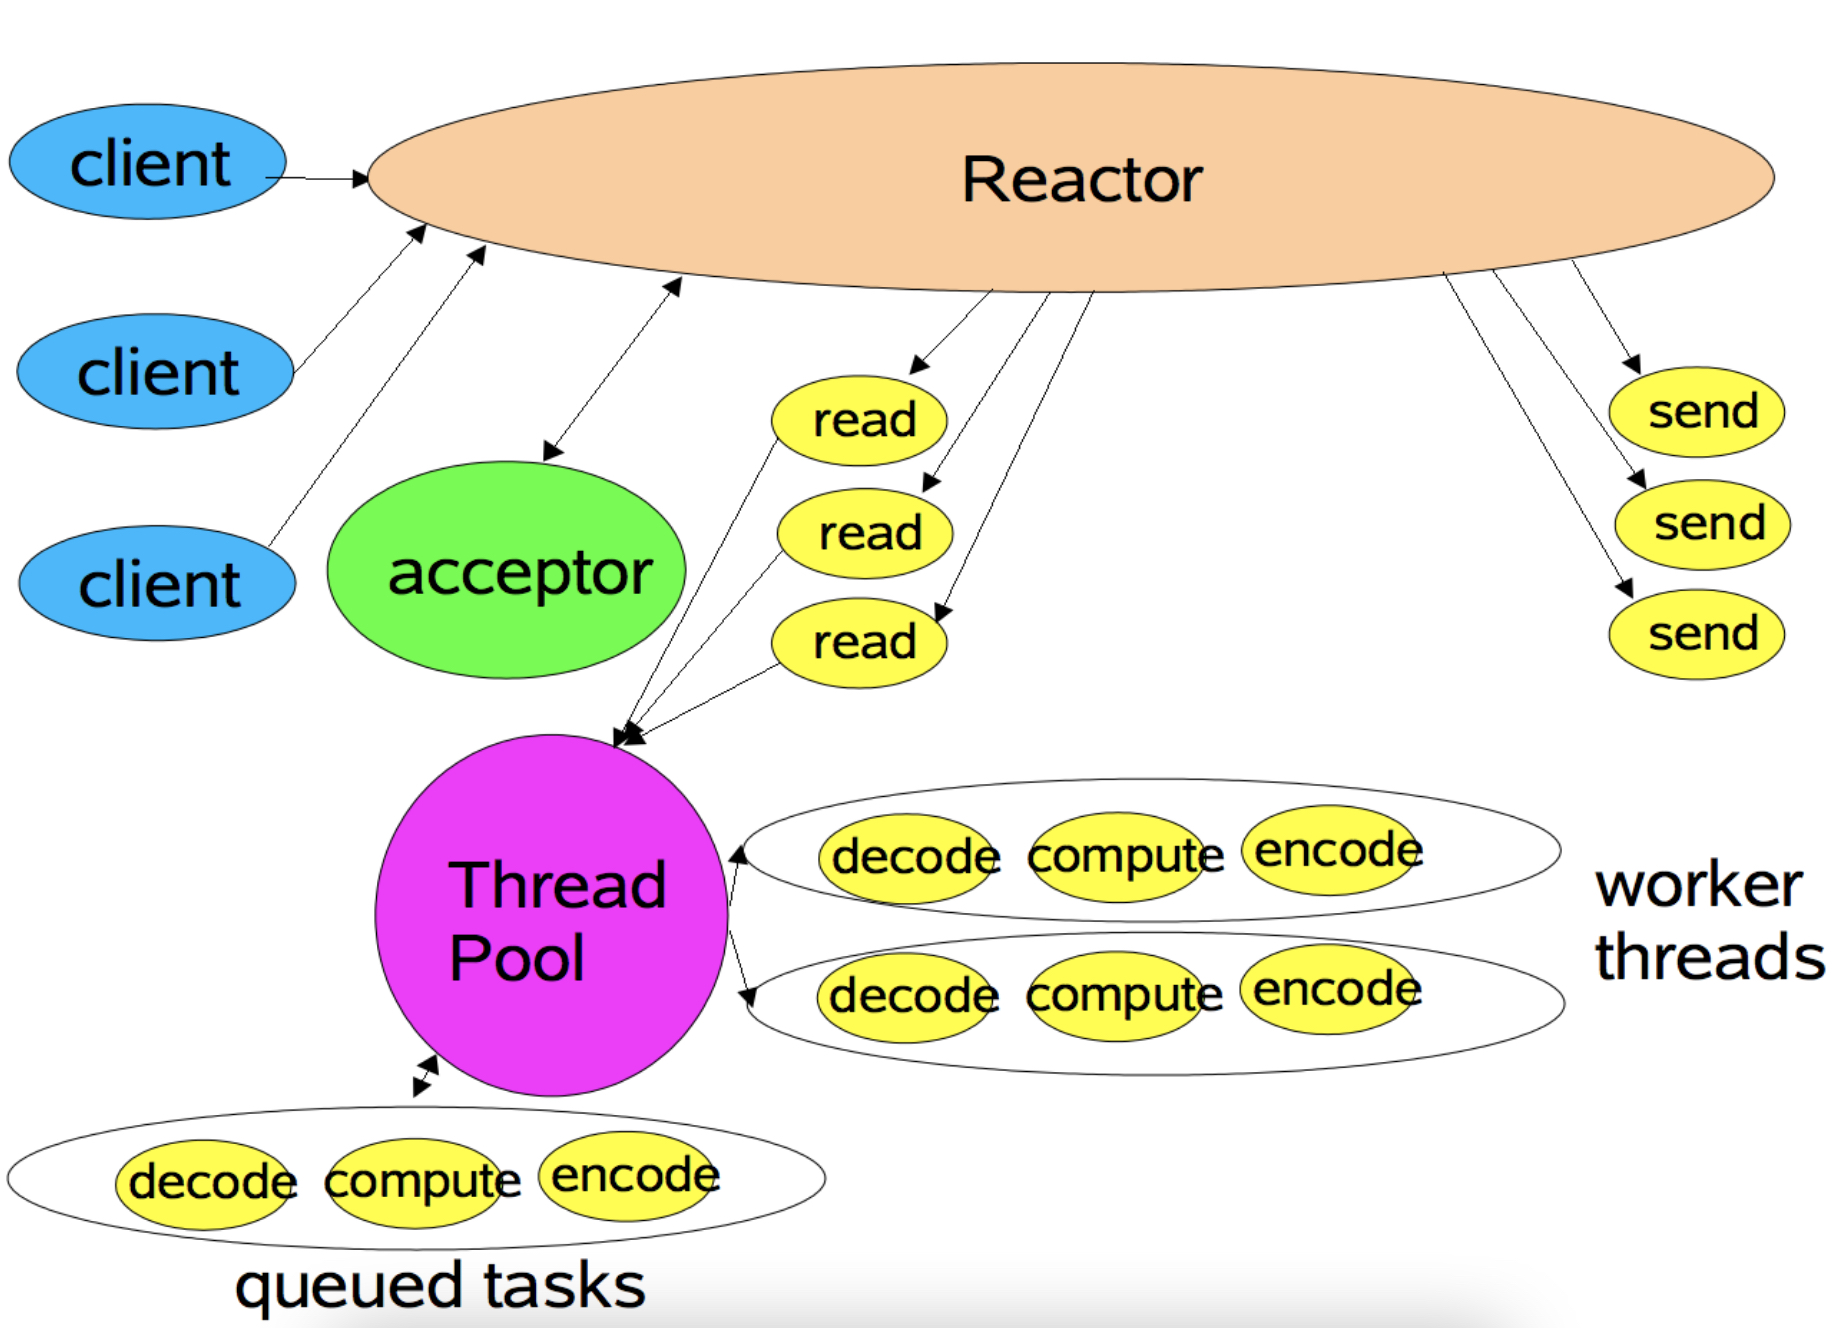 client
Reactor
client
client
acceptor
read
read
read
send
send
send
Thread
Pool
decode compute encode
decode compute encode
worker
threads
decode compute encode
queued tasks